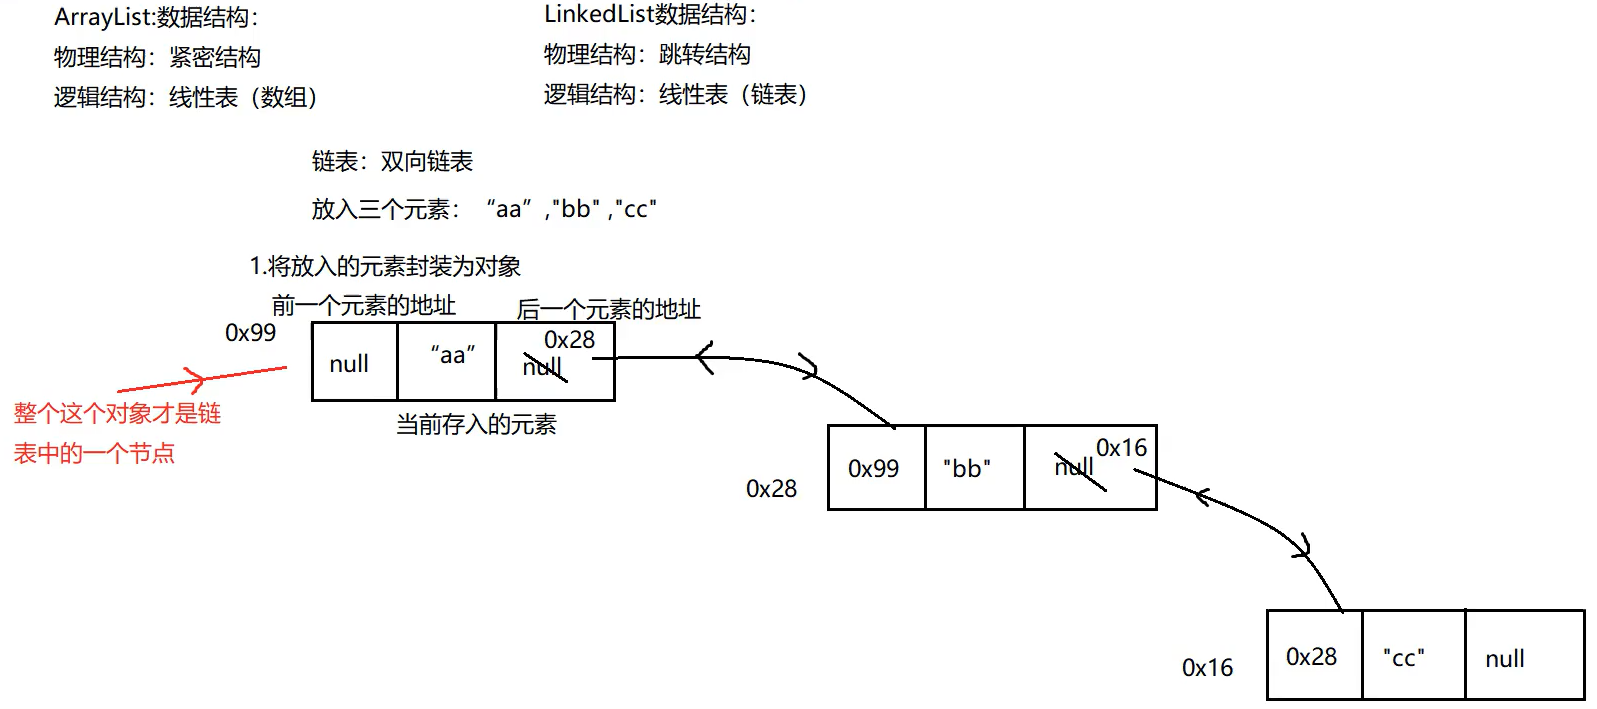 ArrayList:数据结构：
物理结构：紧密结构
逻辑结构：线性表（数组）
LinkedList数据结构：
物理结构：跳转结构
逻辑结构：线性表（链表）
链表：双向链表
放入三个元素：“aa”,"bb" ,"cc"
1.将放入的元素封装为对象
前一个元素的地址
后一个元素的地址
0x99
null
“aa”
0x28
null
当前存入的元素
整个这个对象才是链
表中的一个节点
0x28
0x99
"bb"
0x16
null
0x16
0x28
"cc"
null